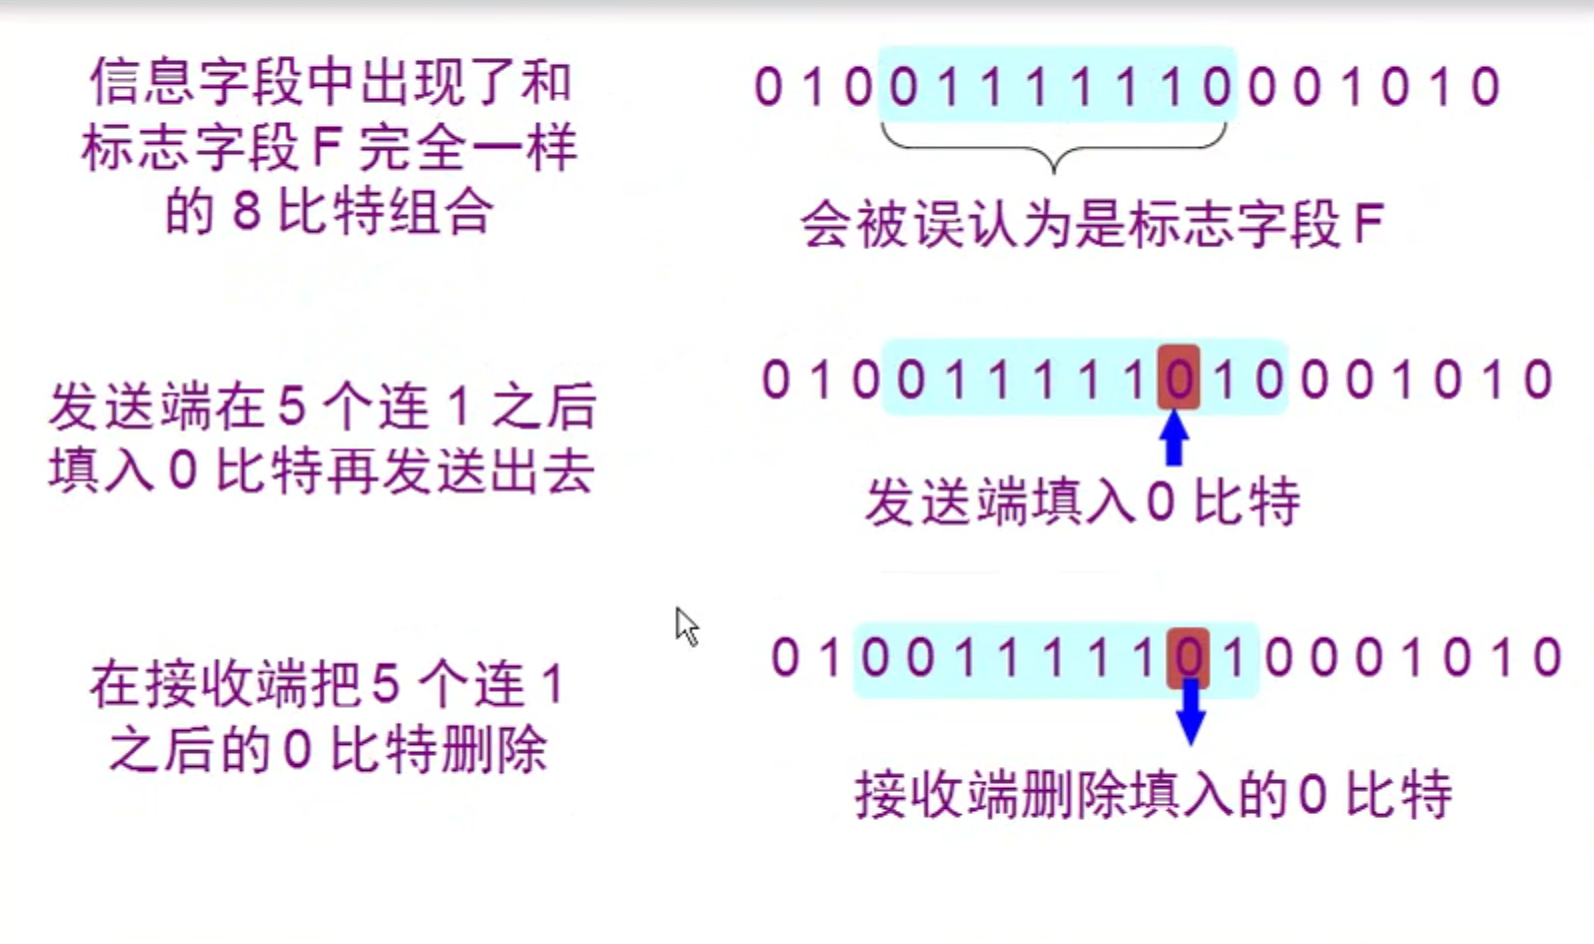 信息字段中出现了和
标志字段 F 完全一样
的 8 比特组合
0 1 0 0 1 1 1 1 1 1 0 0 0 1 0 1 0
会被误认为是标志字段 F
发送端在 5 个连 1 之后
填入 0 比特再发送出去
0 1 0 0 1 1 1 1 1 0 1 0 0 0 1 0 1 0
发送端填入 0 比特
在接收端把 5 个连 1
之后的 0 比特删除
0 1 0 0 1 1 1 1 1 0 1 0 0 0 1 0 1 0
接收端删除填入的 0 比特